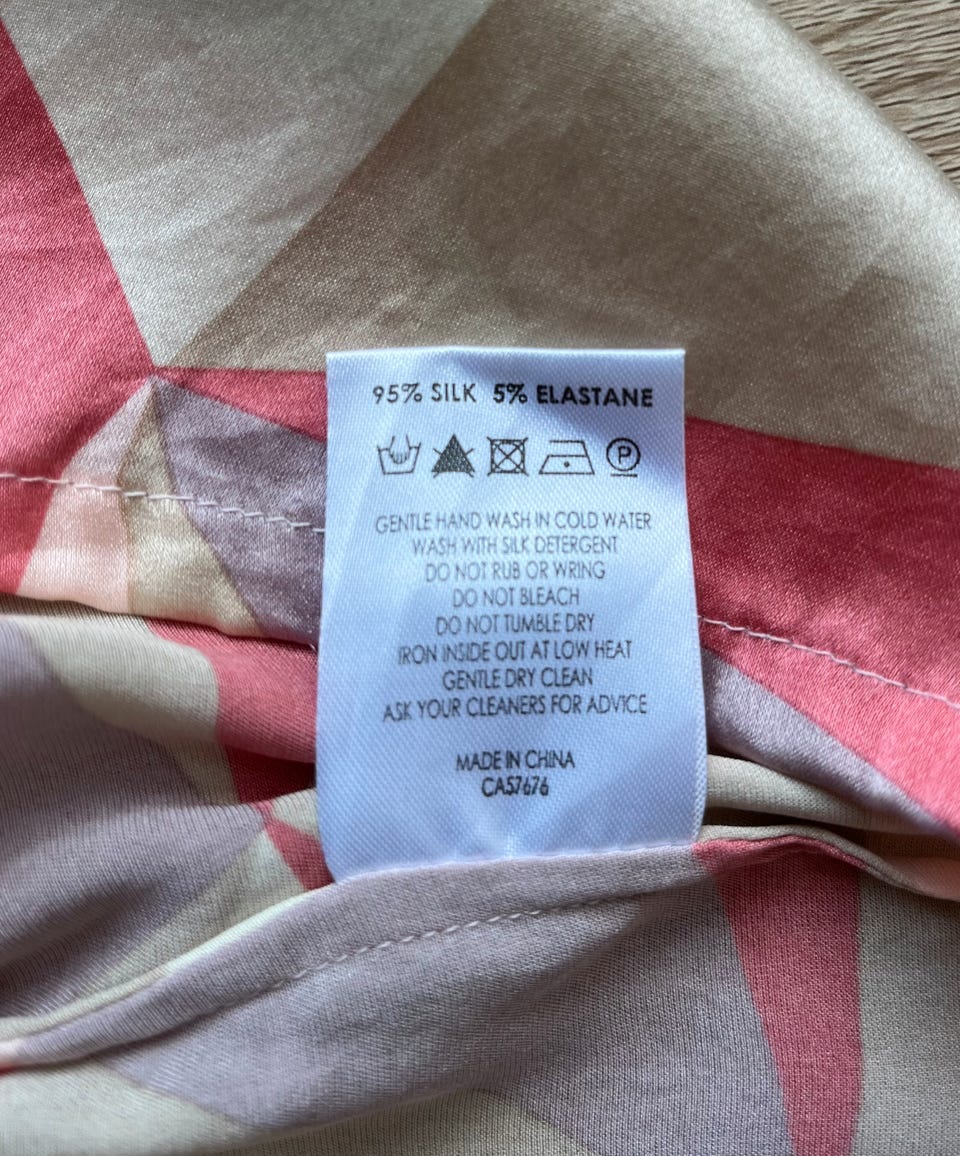 95% SILK 5% ELASTANE
P
GENTLE HAND WASH IN COLD WATER
WASH WITH SILK DETERGENT
DO NOT RUB OR WRING
DO NOT BLEACH
DO NOT TUMBLE DRY
IRON INSIDE OUT AT LOW HEAT
GENTLE DRY CLEAN
ASK YOUR CLEANERS FOR ADVICE
MADE IN CHINA
CA57676